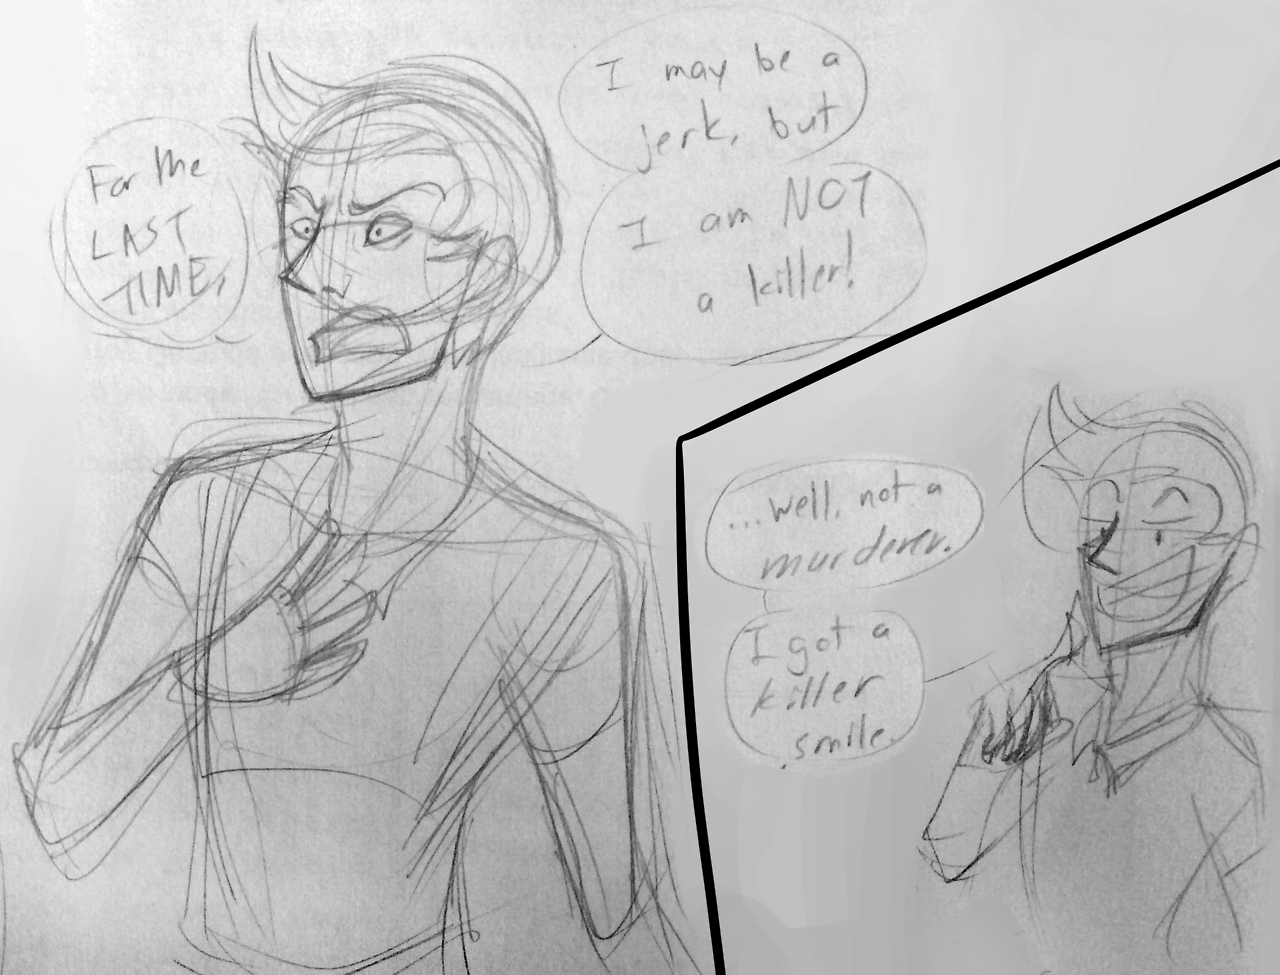 For the
LAST
TIME,
I may be a
jerk, but
I am NOT
a killer!
...Well, not a
murderer.
I got a
killer
smile.